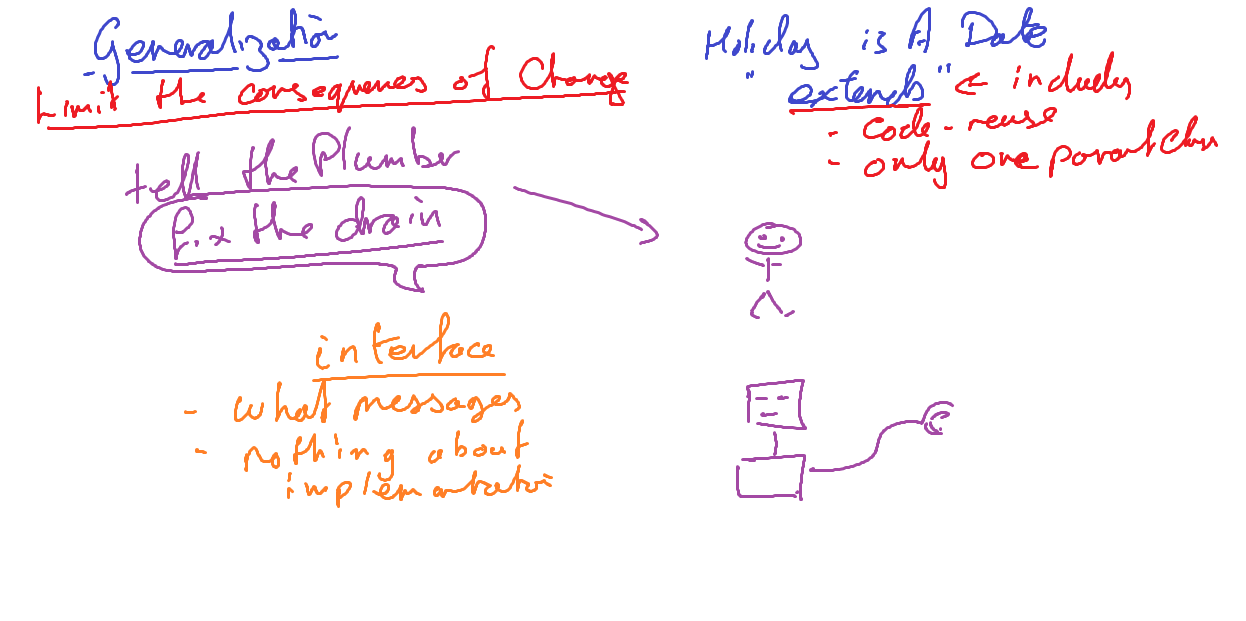 Generalization
Limit the consequences of Change
tell the Plumber
Fix the drain
interface
- what messages
- nothing about
implementation
Holiday is A Date
"extends" ← includes
- code-reuse
- only one parent class